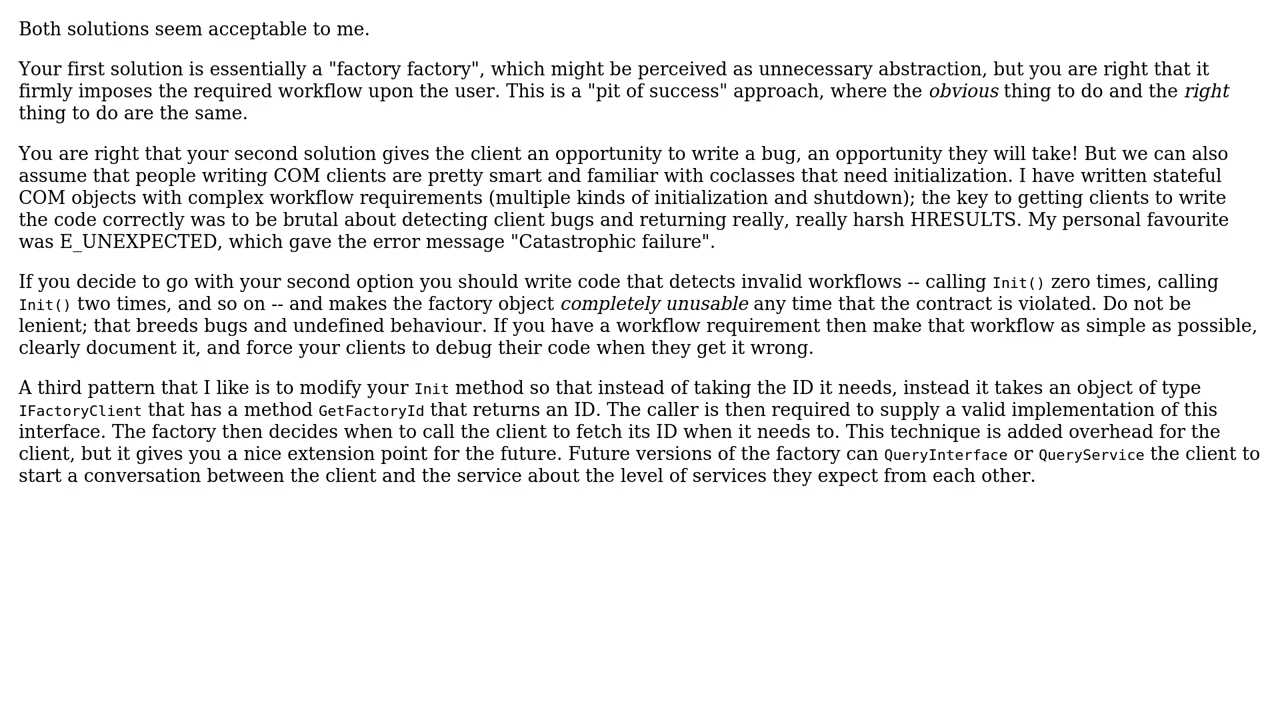 Both solutions seem acceptable to me.
Your first solution is essentially a "factory factory", which might be perceived as unnecessary abstraction, but you are right that it
firmly imposes the required workflow upon the user. This is a "pit of success" approach, where the obvious thing to do and the right
thing to do are the same.
You are right that your second solution gives the client an opportunity to write a bug, an opportunity they will take! But we can also
assume that people writing COM clients are pretty smart and familiar with coclasses that need initialization. I have written stateful
COM objects with complex workflow requirements (multiple kinds of initialization and shutdown); the key to getting clients to write
the code correctly was to be brutal about detecting client bugs and returning really, really harsh HRESULTS. My personal favourite
was E_UNEXPECTED, which gave the error message "Catastrophic failure".
If you decide to go with your second option you should write code that detects invalid workflows -- calling Init() zero times, calling
Init() two times, and so on -- and makes the factory object completely unusable any time that the contract is violated. Do not be
lenient; that breeds bugs and undefined behaviour. If you have a workflow requirement then make that workflow as simple as possible,
clearly document it, and force your clients to debug their code when they get it wrong.
A third pattern that I like is to modify your Init method so that instead of taking the ID it needs, instead it takes an object of type
IFactoryClient that has a method GetFactoryId that returns an ID. The caller is then required to supply a valid implementation of this
interface. The factory then decides when to call the client to fetch its ID when it needs to. This technique is added overhead for the
client, but it gives you a nice extension point for the future. Future versions of the factory can QueryInterface or QueryService the client to
start a conversation between the client and the service about the level of services they expect from each other.